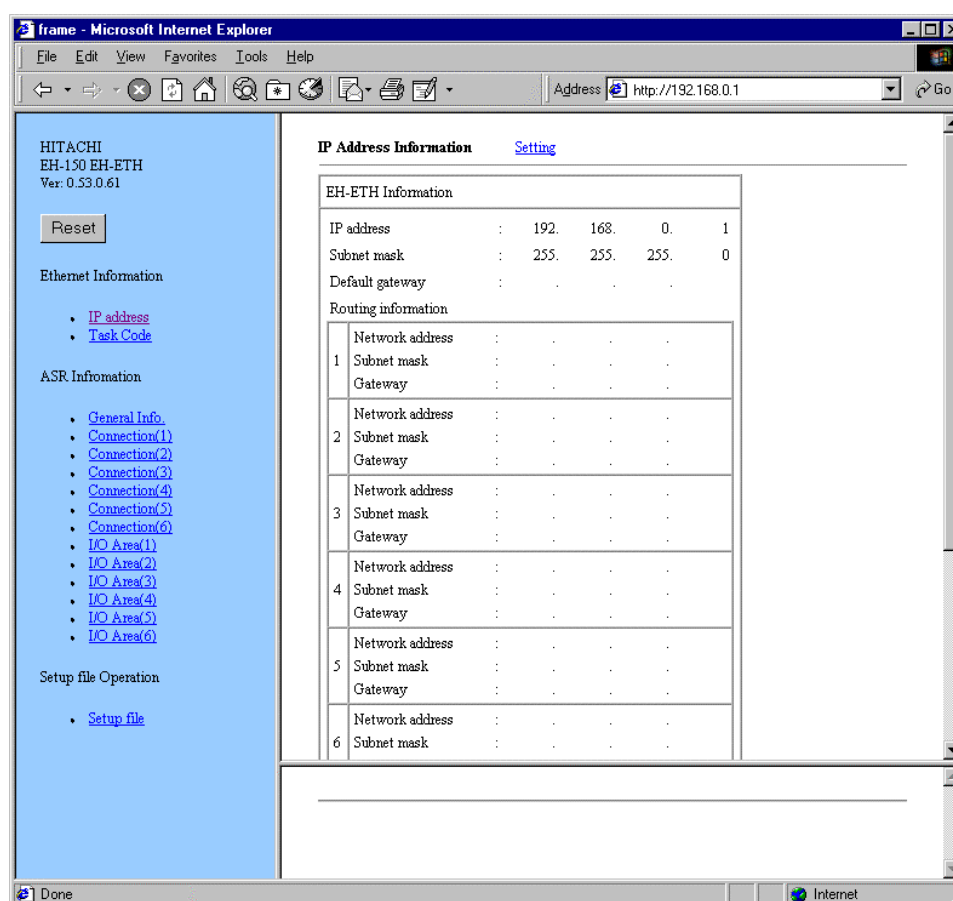 frame - Microsoft Internet Explorer
File Edit View Favorites Tools Help
Address http://192.168.0.1 Go
HITACHI
EH-150 EH-ETH
Ver: 0.53.0.61
Reset
Ethernet Information
IP address
Task Code
ASR Infromation
General Info.
Connection(1)
Connection(2)
Connection(3)
Connection(4)
Connection(5)
Connection(6)
I/O Area(1)
I/O Area(2)
I/O Area(3)
I/O Area(4)
I/O Area(5)
I/O Area(6)
Setup file Operation
Setup file
IP Address Information Setting
EH-ETH Information
IP address : 192. 168. 0. 1
Subnet mask : 255. 255. 255. 0
Default gateway : . . .
Routing information
1
Network address : . . .
Subnet mask : . . .
Gateway : . . .
2
Network address : . . .
Subnet mask : . . .
Gateway : . . .
3
Network address : . . .
Subnet mask : . . .
Gateway : . . .
4
Network address : . . .
Subnet mask : . . .
Gateway : . . .
5
Network address : . . .
Subnet mask : . . .
Gateway : . . .
6
Network address : . . .
Subnet mask : . . .
Done Internet